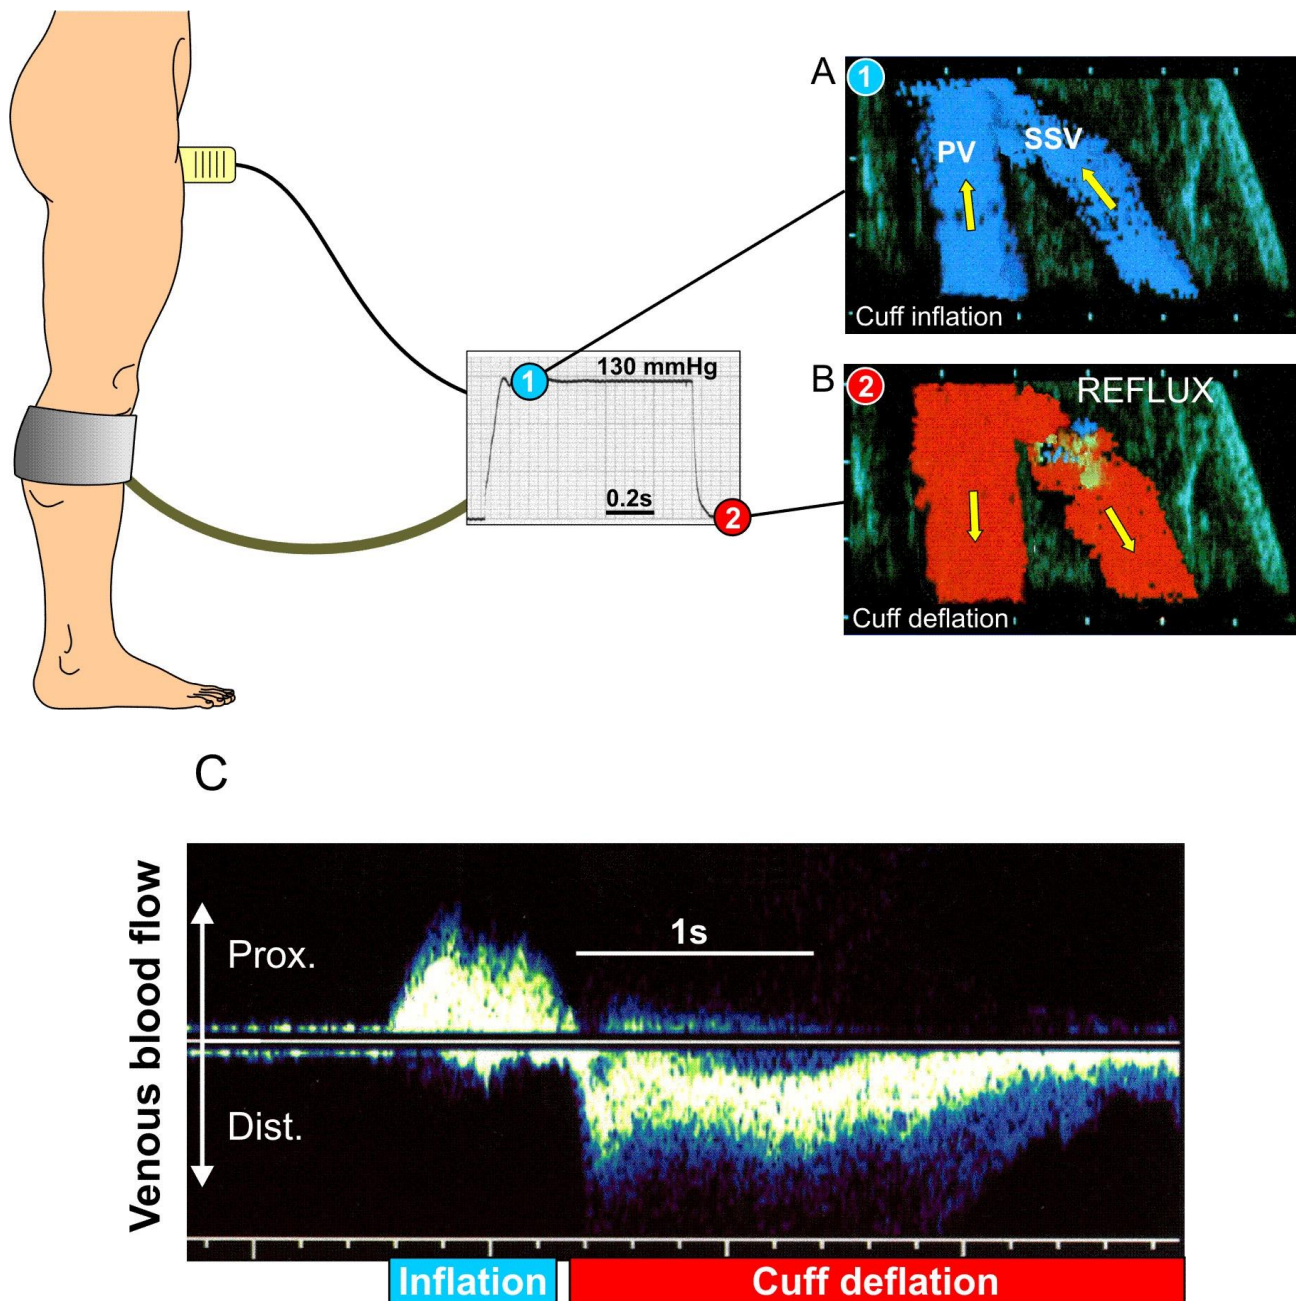 A
1
PV
SSV
Cuff inflation
1
130 mmHg
0.2s
2
B
2
REFLUX
Cuff deflation
C
Venous blood flow
Prox.
1s
Dist.
Inflation
Cuff deflation